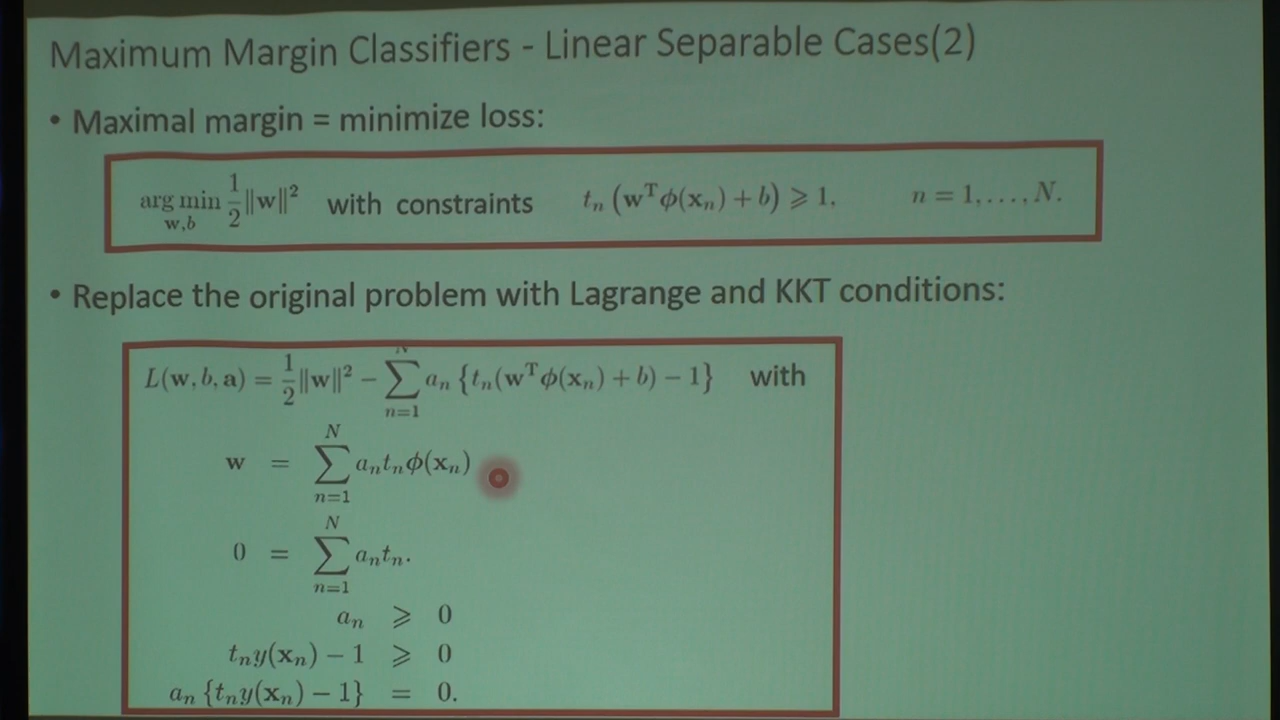 Maximum Margin Classifiers - Linear Separable Cases(2)
• Maximal margin = minimize loss:
arg min_{w,b} \frac{1}{2}‖w‖² with constraints t_n (w^T ϕ(x_n) + b) ⩾ 1, n = 1, . . . , N.
• Replace the original problem with Lagrange and KKT conditions:
L(w, b, a) = \frac{1}{2}‖w‖² − ∑_{n=1}^{N} a_n {t_n(w^T ϕ(x_n) + b) − 1} with
w = ∑_{n=1}^{N} a_n t_n ϕ(x_n)
0 = ∑_{n=1}^{N} a_n t_n.
a_n ⩾ 0
t_n y(x_n) − 1 ⩾ 0
a_n {t_n y(x_n) − 1} = 0.